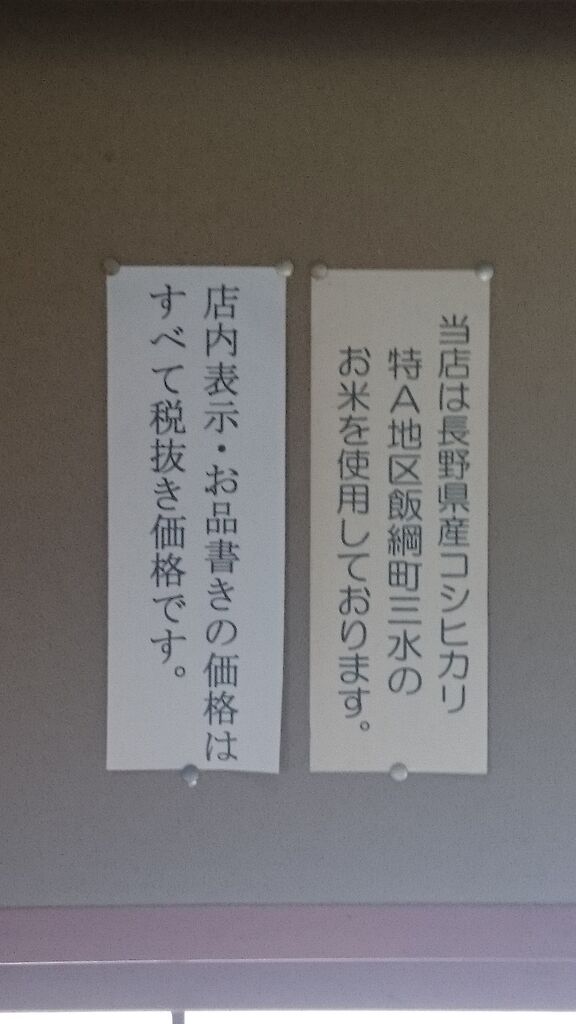 当店は長野県産コシヒカリ
特A地区飯綱町三水の
お米を使用しております。
店内表示・お品書きの価格は
すべて税抜き価格です。